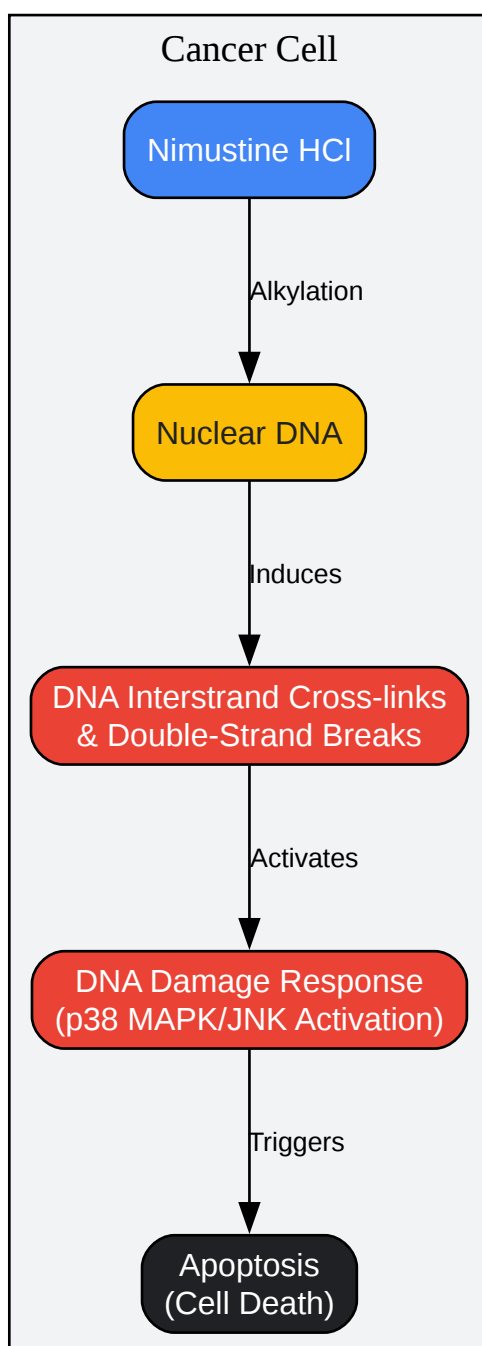 Cancer Cell
Nimustine HCl
Alkylation
Nuclear DNA
Induces
DNA Interstrand Cross-links
& Double-Strand Breaks
Activates
DNA Damage Response
(p38 MAPK/JNK Activation)
Triggers
Apoptosis
(Cell Death)